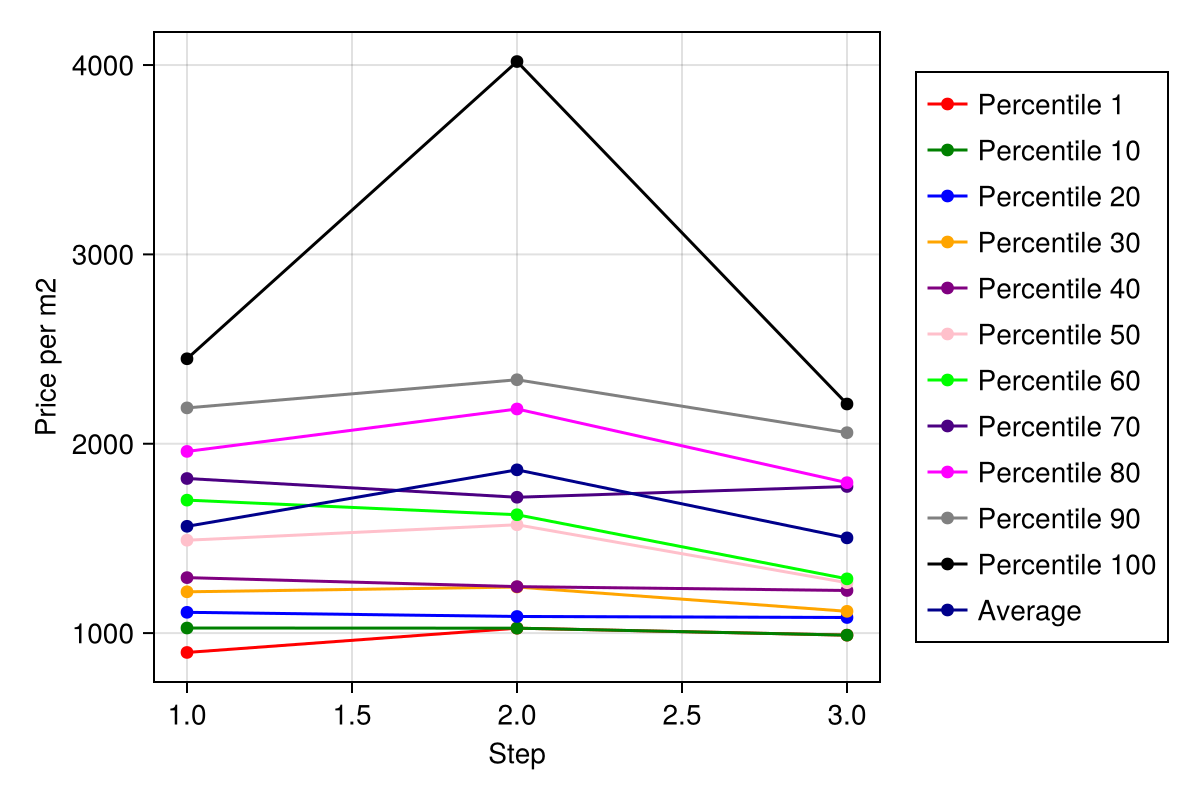 4000
3000
2000
1000
Price per m2
1.0 1.5 2.0 2.5 3.0
Step
Percentile 1
Percentile 10
Percentile 20
Percentile 30
Percentile 40
Percentile 50
Percentile 60
Percentile 70
Percentile 80
Percentile 90
Percentile 100
Average